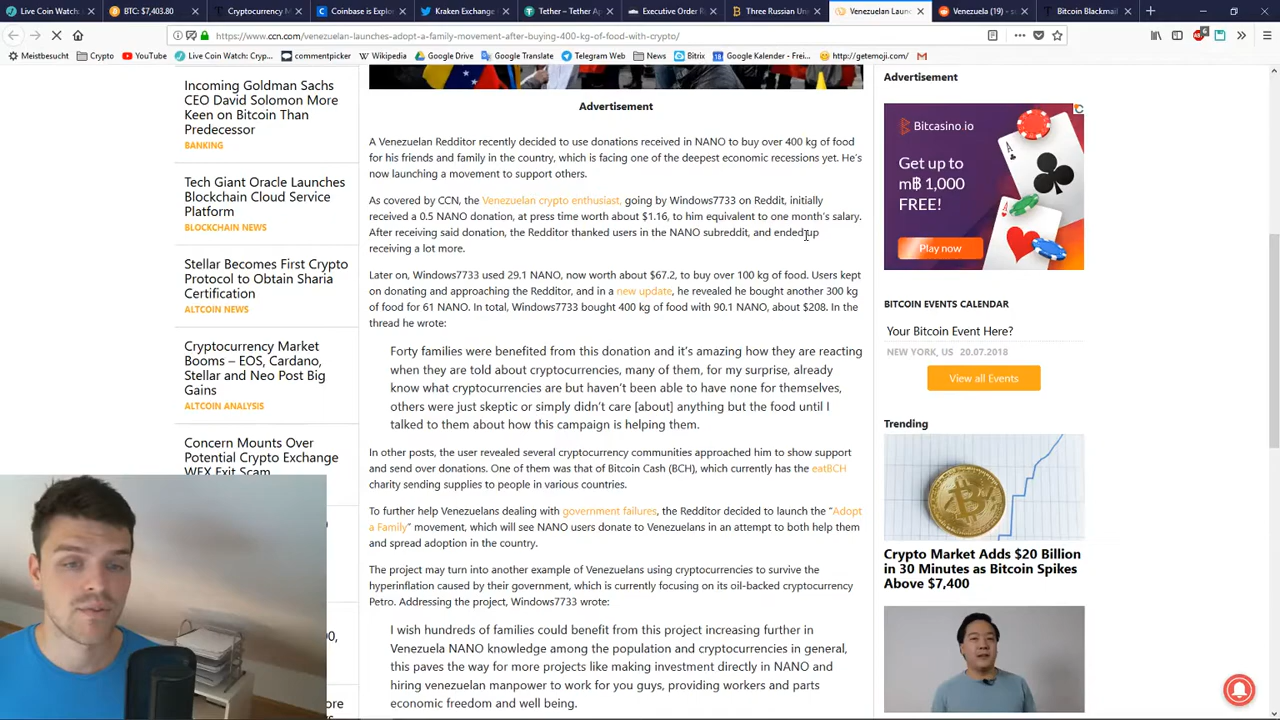 Live Coin Watch: Cry
BTC: $7,403.80
Cryptocurrency M
Coinbase is Explor
Kraken Exchange
Tether – Tether Ap
Executive Order R
Three Russian Un
Venezuelan Laun
Venezuela (19) • s
Bitcoin Blackmail
https://www.ccn.com/venezuelan-launches-adopt-a-family-movement-after-buying-400-kg-of-food-with-crypto/
Meistbesucht
Crypto
YouTube
Live Coin Watch: Cryp...
commentpicker
Wikipedia
Google Drive
Google Translate
Telegram Web
News
Bitrix
Google Kalender - Frei...
http://getemoji.com/
Incoming Goldman Sachs
CEO David Solomon More
Keen on Bitcoin Than
Predecessor
BANKING
Tech Giant Oracle Launches
Blockchain Cloud Service
Platform
BLOCKCHAIN NEWS
Stellar Becomes First Crypto
Protocol to Obtain Sharia
Certification
ALTCOIN NEWS
Cryptocurrency Market
Booms – EOS, Cardano,
Stellar and Neo Post Big
Gains
ALTCOIN ANALYSIS
Concern Mounts Over
Potential Crypto Exchange
WEX Exit Scam
Advertisement
A Venezuelan Redditor recently decided to use donations received in NANO to buy over 400 kg of food
for his friends and family in the country, which is facing one of the deepest economic recessions yet. He's
now launching a movement to support others.
As covered by CCN, the Venezuelan crypto enthusiast, going by Windows7733 on Reddit, initially
received a 0.5 NANO donation, at press time worth about $1.16, to him equivalent to one month's salary.
After receiving said donation, the Redditor thanked users in the NANO subreddit, and ended up
receiving a lot more.
Later on, Windows7733 used 29.1 NANO, now worth about $67.2, to buy over 100 kg of food. Users kept
on donating and approaching the Redditor, and in a new update, he revealed he bought another 300 kg
of food for 61 NANO. In total, Windows7733 bought 400 kg of food with 90.1 NANO, about $208. In the
thread he wrote:
Forty families were benefited from this donation and it's amazing how they are reacting
when they are told about cryptocurrencies, many of them, for my surprise, already
know what cryptocurrencies are but haven't been able to have none for themselves,
others were just skeptic or simply didn't care [about] anything but the food until I
talked to them about how this campaign is helping them.
In other posts, the user revealed several cryptocurrency communities approached him to show support
and send over donations. One of them was that of Bitcoin Cash (BCH), which currently has the eatBCH
charity sending supplies to people in various countries.
To further help Venezuelans dealing with government failures, the Redditor decided to launch the "Adopt
a Family" movement, which will see NANO users donate to Venezuelans in an attempt to both help them
and spread adoption in the country.
The project may turn into another example of Venezuelans using cryptocurrencies to survive the
hyperinflation caused by their government, which is currently focusing on its oil-backed cryptocurrency
Petro. Addressing the project, Windows7733 wrote:
I wish hundreds of families could benefit from this project increasing further in
Venezuela NANO knowledge among the population and cryptocurrencies in general,
this paves the way for more projects like making investment directly in NANO and
hiring venezuelan manpower to work for you guys, providing workers and parts
economic freedom and well being.
Advertisement
Bitcasino.io
Get up to
m₿ 1,000
FREE!
Play now
BITCOIN EVENTS CALENDAR
Your Bitcoin Event Here?
NEW YORK, US 20.07.2018
View all Events
Trending
Crypto Market Adds $20 Billion
in 30 Minutes as Bitcoin Spikes
Above $7,400